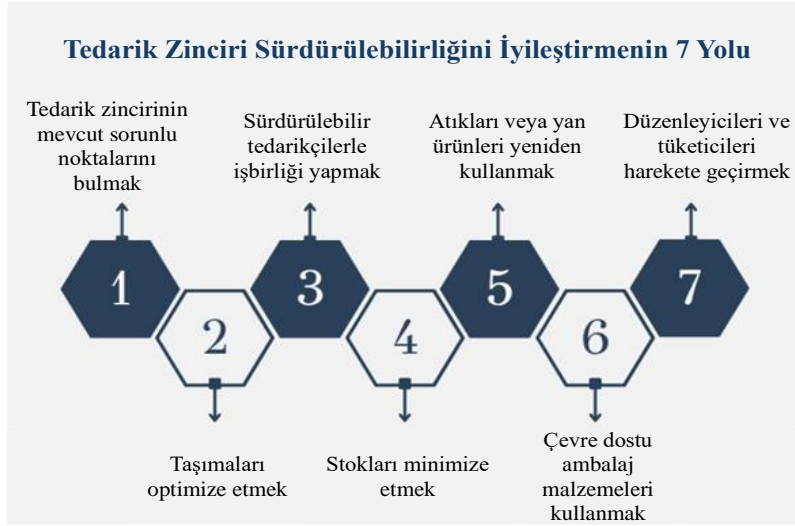 Tedarik Zinciri Sürdürülebilirliğini İyileştirmenin 7 Yolu
Tedarik zincirinin
mevcut sorunlu
noktalarını
bulmak
Sürdürülebilir
tedarikçilerle
işbirliği yapmak
Atıkları veya yan
ürünleri yeniden
kullanmak
Düzenleyicileri ve
tüketicileri
harekete geçirmek
1
2
3
4
5
6
7
Taşımaları
optimize etmek
Stokları minimize
etmek
Çevre dostu
ambalaj
malzemeleri
kullanmak